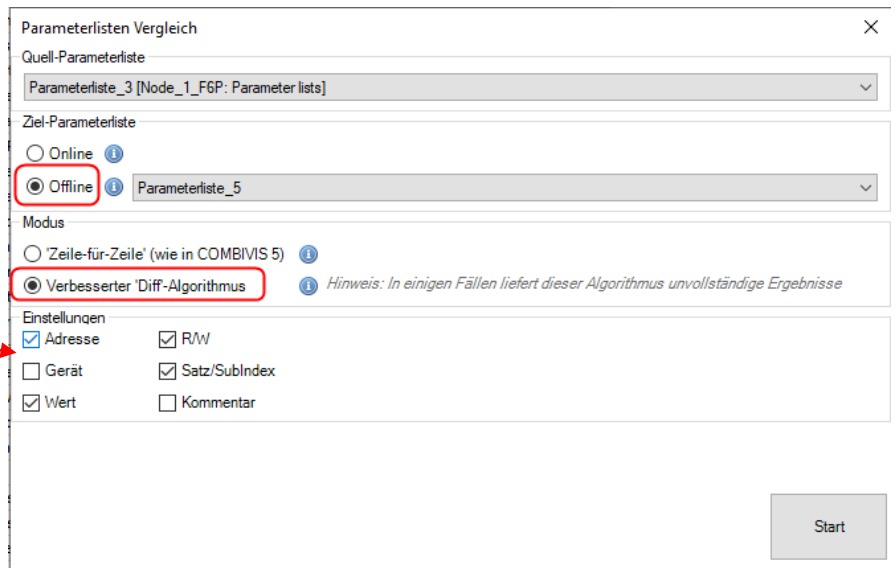 Parameterlisten Vergleich
Quell-Parameterliste
Parameterliste_3 [Node_1_F6P: Parameter lists]
Ziel-Parameterliste
Online
Offline Parameterliste_5
Modus
'Zeile-für-Zeile' (wie in COMBIVIS 5)
Verbesserter 'Diff'-Algorithmus Hinweis: In einigen Fällen liefert dieser Algorithmus unvollständige Ergebnisse
Einstellungen
Adresse R/W
Gerät Satz/SubIndex
Wert Kommentar
Start